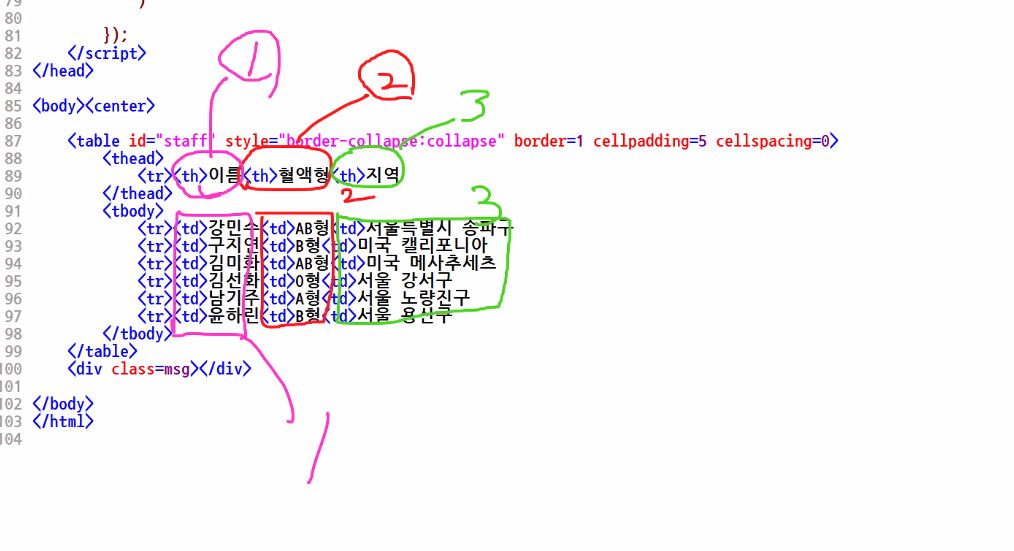 79 )
80
81 });
82 </script>
83 </head>
84
85 <body><center>
86
87 <table id="staff" style="border-collapse:collapse" border=1 cellpadding=5 cellspacing=0>
88 <thead>
89 <tr><th>이름<th>혈액형<th>지역
90 </thead>
91 <tbody>
92 <tr><td>강민수<td>AB형<td>서울특별시 송파구
93 <tr><td>구지연<td>B형<td>미국 캘리포니아
94 <tr><td>김미화<td>AB형<td>미국 메사추세츠
95 <tr><td>김선화<td>O형<td>서울 강서구
96 <tr><td>남기주<td>A형<td>서울 노량진구
97 <tr><td>윤하린<td>B형<td>서울 용산구
98 </tbody>
99 </table>
100 <div class=msg></div>
101
102 </body>
103 </html>
104
1
2
3
2
3
1